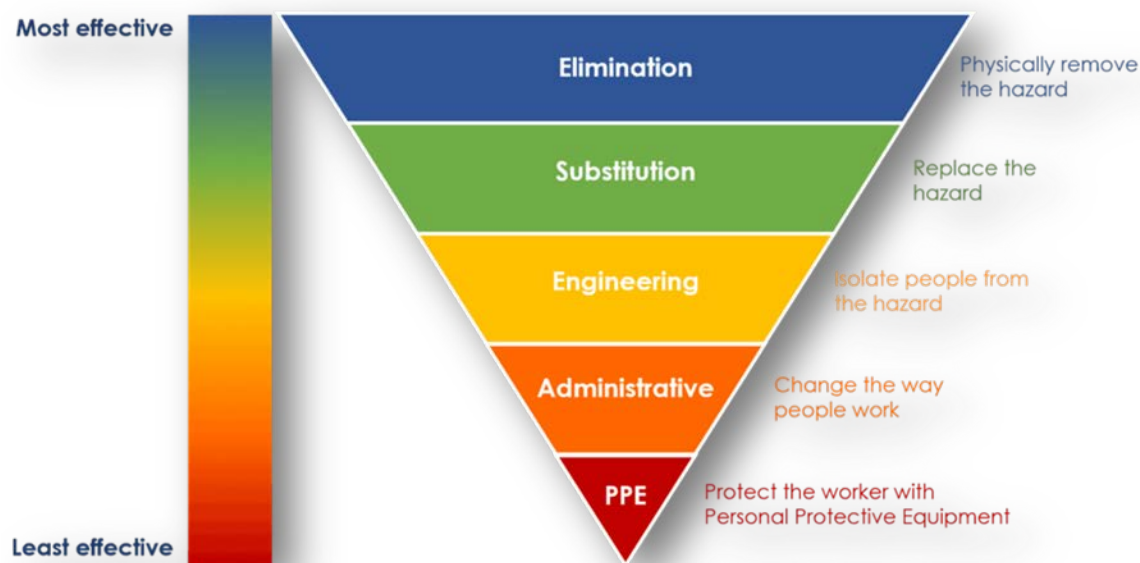 Most effective
Elimination
Physically remove
the hazard
Substitution
Replace the
hazard
Engineering
Isolate people from
the hazard
Administrative
Change the way
people work
PPE
Protect the worker with
Personal Protective Equipment
Least effective